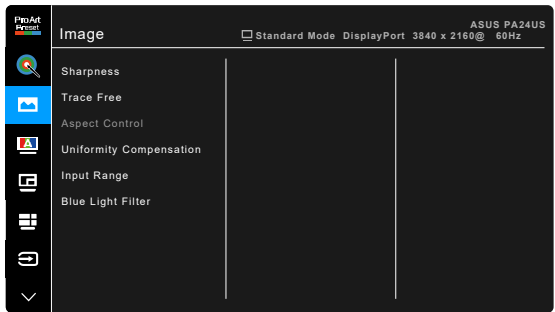 ProArt
Preset
Image
ASUS PA24US
Standard Mode DisplayPort 3840 x 2160@ 60Hz
Sharpness
Trace Free
Aspect Control
A
Uniformity Compensation
Input Range
Blue Light Filter